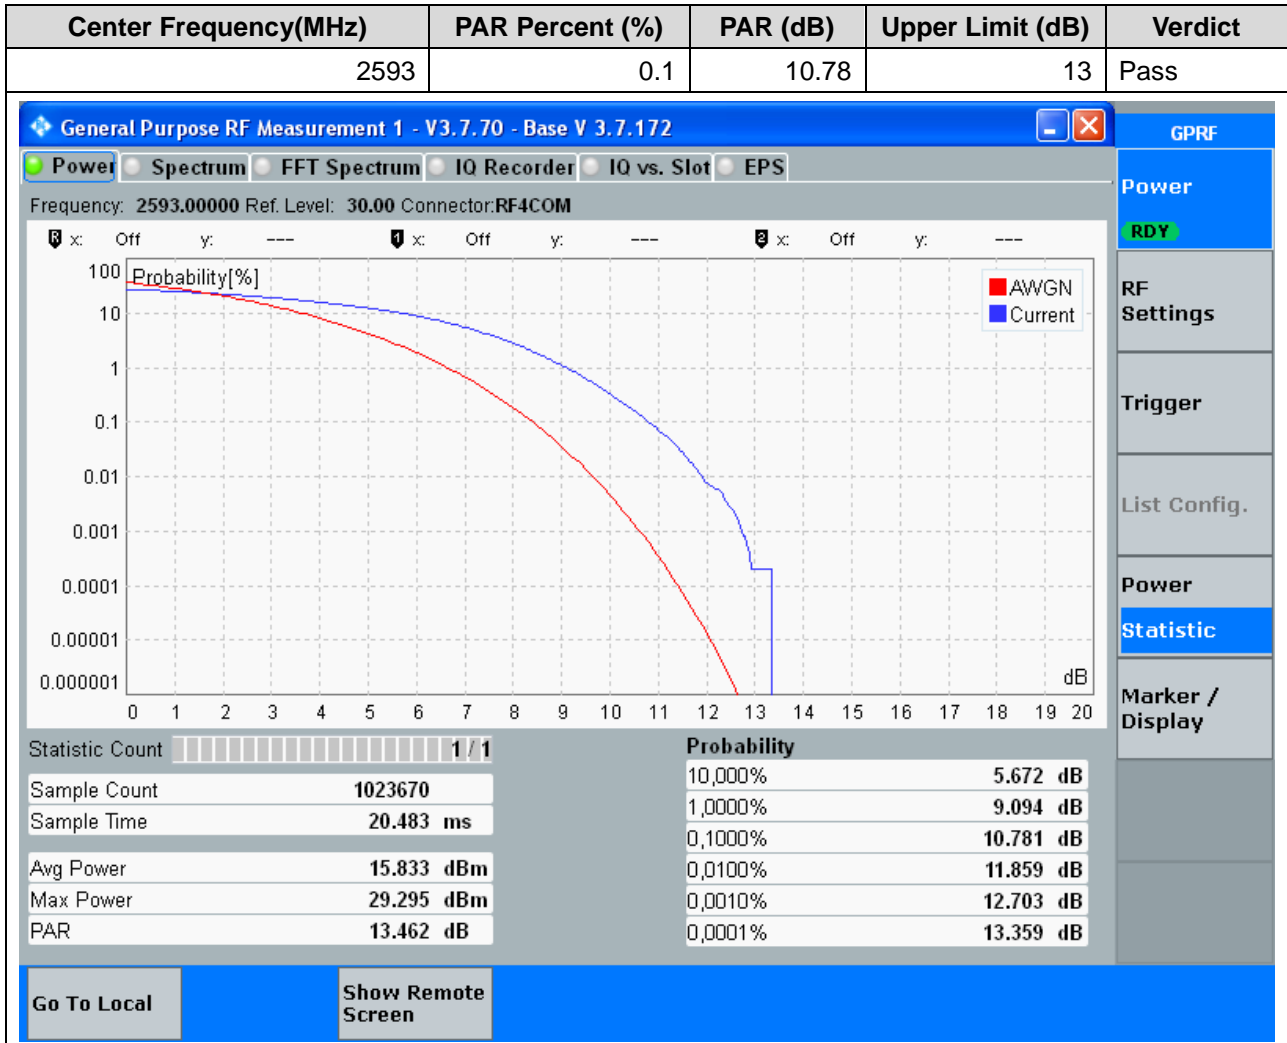 Center Frequency(MHz) PAR Percent (%) PAR (dB) Upper Limit (dB) Verdict
2593 0.1 10.78 13 Pass
General Purpose RF Measurement 1 - V3.7.70 - Base V 3.7.172
GPRF
Power Spectrum FFT Spectrum IQ Recorder IQ vs. Slot EPS
Frequency: 2593.00000 Ref. Level: 30.00 Connector:RF4COM
R x: Off y: --- 1 x: Off y: --- 2 x: Off y: ---
Probability[%]
AWGN
Current
100
10
1
0.1
0.01
0.001
0.0001
0.00001
0.000001
dB
0 1 2 3 4 5 6 7 8 9 10 11 12 13 14 15 16 17 18 19 20
Statistic Count 1 / 1
Sample Count 1023670
Sample Time 20.483 ms
Avg Power 15.833 dBm
Max Power 29.295 dBm
PAR 13.462 dB
Probability
10,000% 5.672 dB
1,0000% 9.094 dB
0,1000% 10.781 dB
0,0100% 11.859 dB
0,0010% 12.703 dB
0,0001% 13.359 dB
Power
RDY
RF
Settings
Trigger
List Config.
Power
Statistic
Marker /
Display
Go To Local
Show Remote
Screen